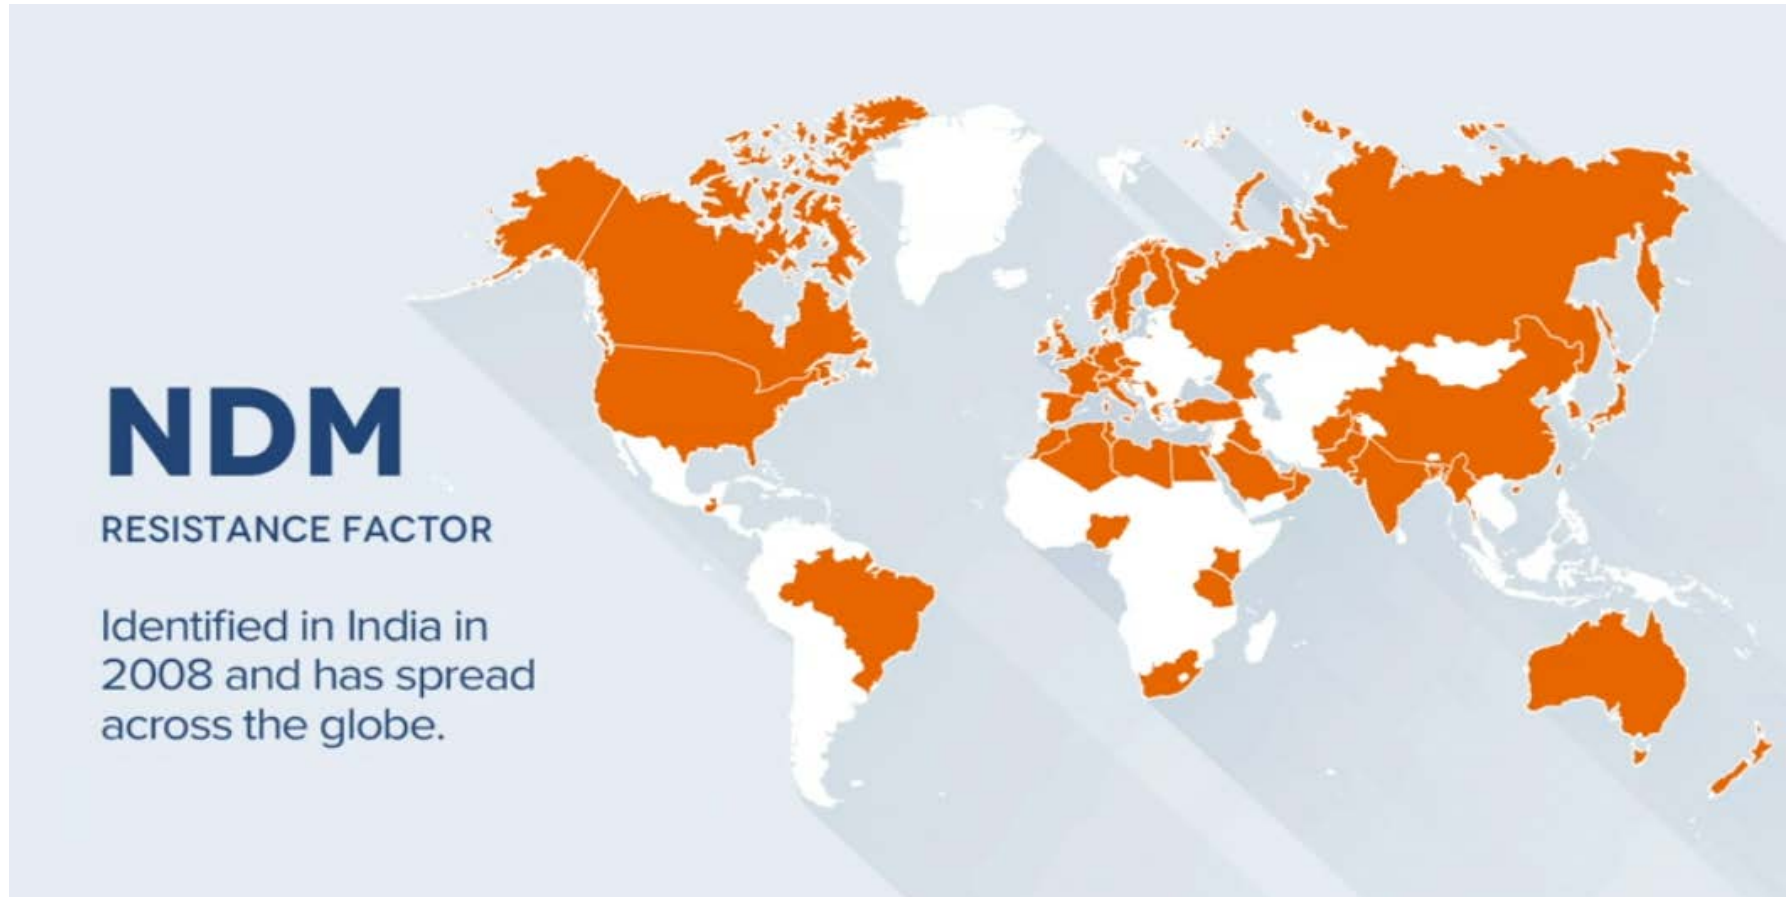 NDM
RESISTANCE FACTOR
Identified in India in
2008 and has spread
across the globe.